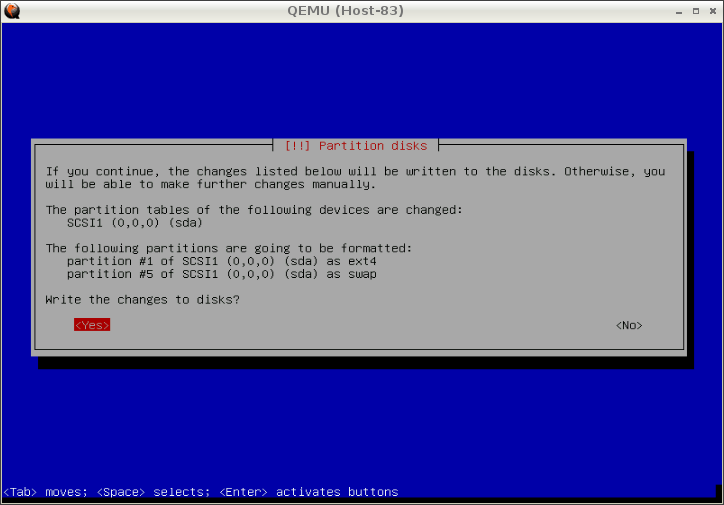 QEMU (Host-83)
[!!] Partition disks
If you continue, the changes listed below will be written to the disks. Otherwise, you
will be able to make further changes manually.
The partition tables of the following devices are changed:
SCSI1 (0,0,0) (sda)
The following partitions are going to be formatted:
partition #1 of SCSI1 (0,0,0) (sda) as ext4
partition #5 of SCSI1 (0,0,0) (sda) as swap
Write the changes to disks?
<Yes> <No>
<Tab> moves; <Space> selects; <Enter> activates buttons